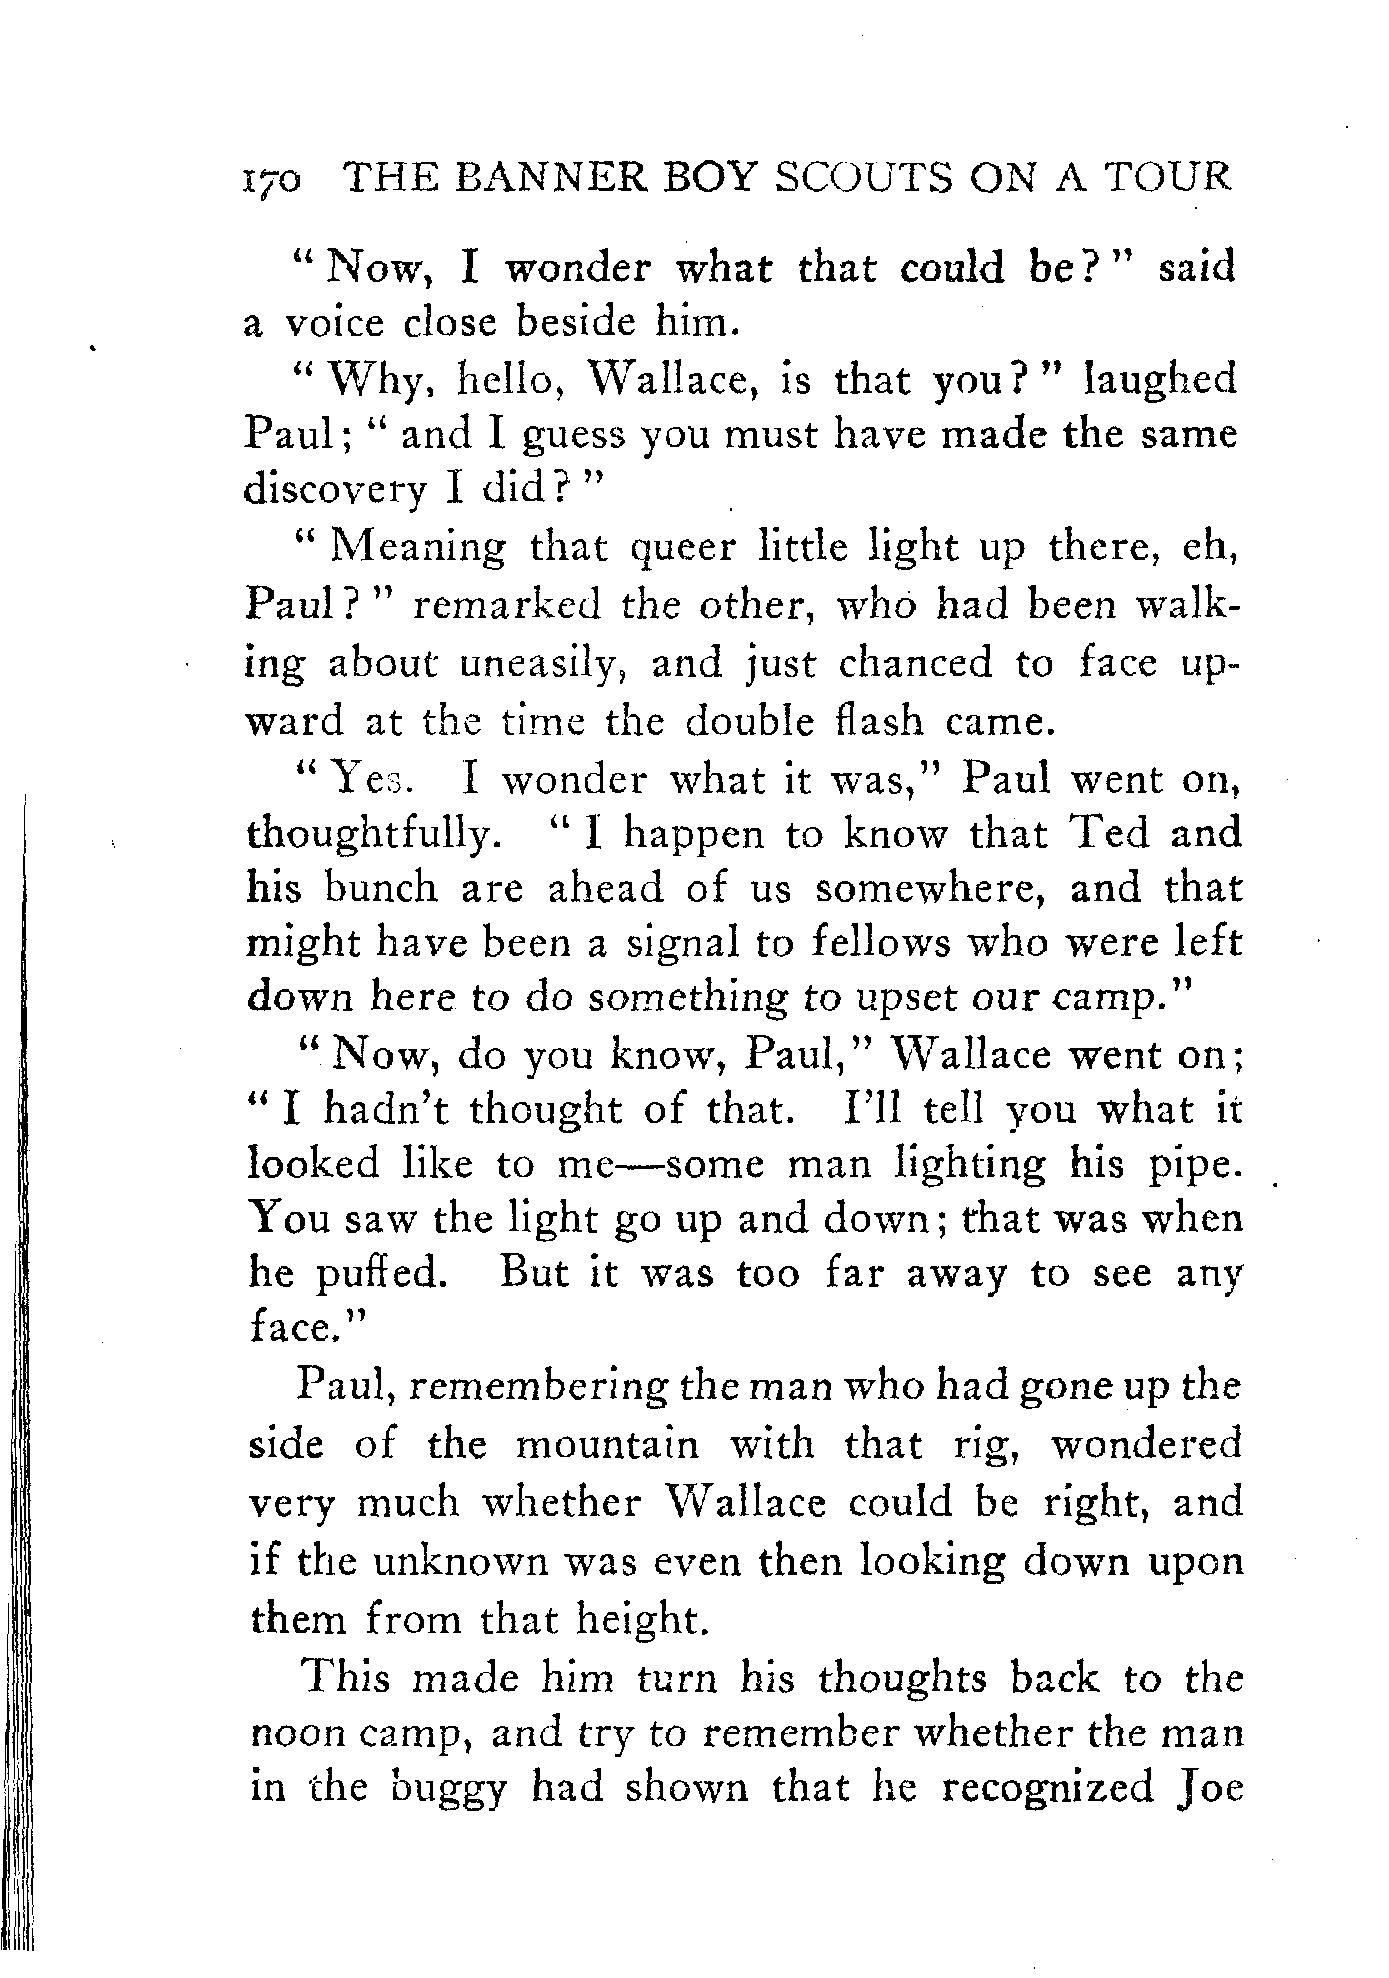 170 THE BANNER BOY SCOUTS ON A TOUR
" Now, I wonder what that could be? " said
a voice close beside him.
" Why, hello, Wallace, is that you? " laughed
Paul; " and I guess you must have made the same
discovery I did? "
" Meaning that queer little light up there, eh,
Paul? " remarked the other, who had been walk-
ing about uneasily, and just chanced to face up-
ward at the time the double flash came.
" Yes. I wonder what it was," Paul went on,
thoughtfully. " I happen to know that Ted and
his bunch are ahead of us somewhere, and that
might have been a signal to fellows who were left
down here to do something to upset our camp."
" Now, do you know, Paul," Wallace went on;
" I hadn't thought of that. I'll tell you what it
looked like to me—some man lighting his pipe.
You saw the light go up and down; that was when
he puffed. But it was too far away to see any
face."
Paul, remembering the man who had gone up the
side of the mountain with that rig, wondered
very much whether Wallace could be right, and
if the unknown was even then looking down upon
them from that height.
This made him turn his thoughts back to the
noon camp, and try to remember whether the man
in the buggy had shown that he recognized Joe